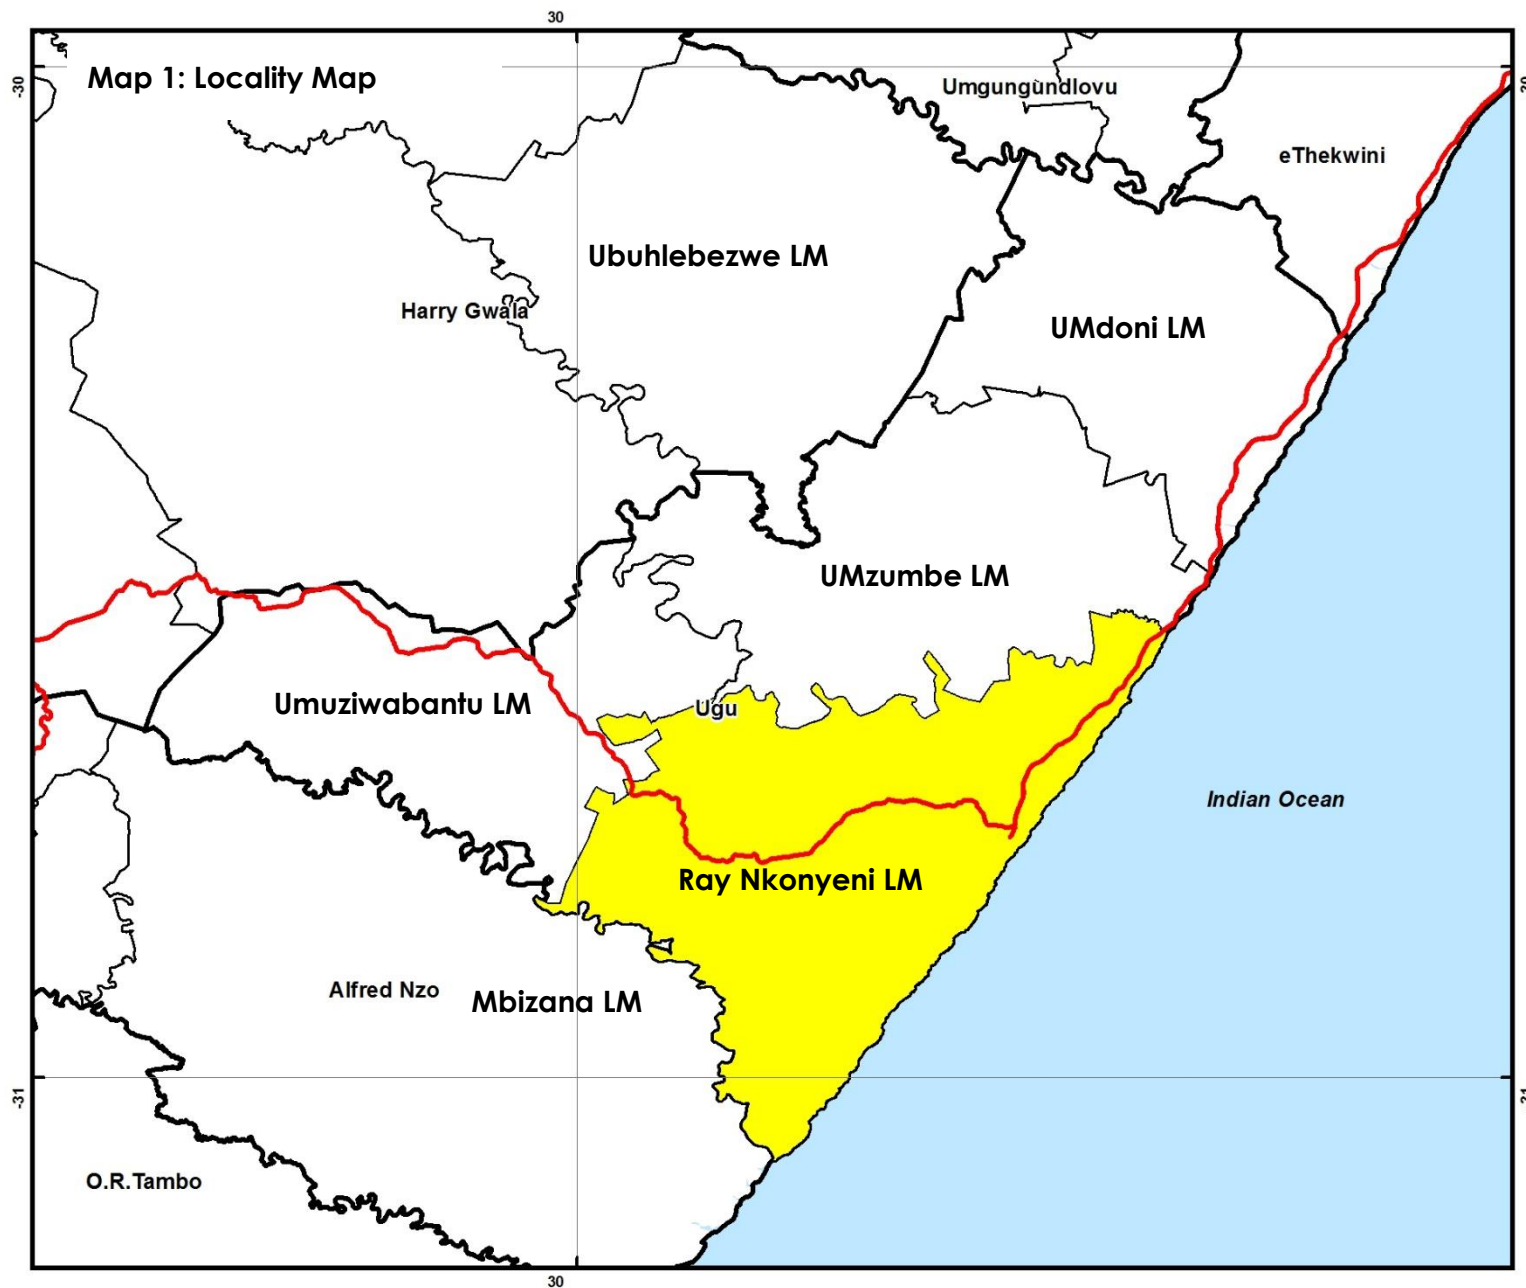 30
Map 1: Locality Map
-30
Umgungundlovu
eThekwini
Ubuhlebezwe LM
Harry Gwala
UMdoni LM
UMzumbe LM
Umuziwabantu LM
Ugu
Indian Ocean
Ray Nkonyeni LM
Alfred Nzo
Mbizana LM
-31
O.R.Tambo
30